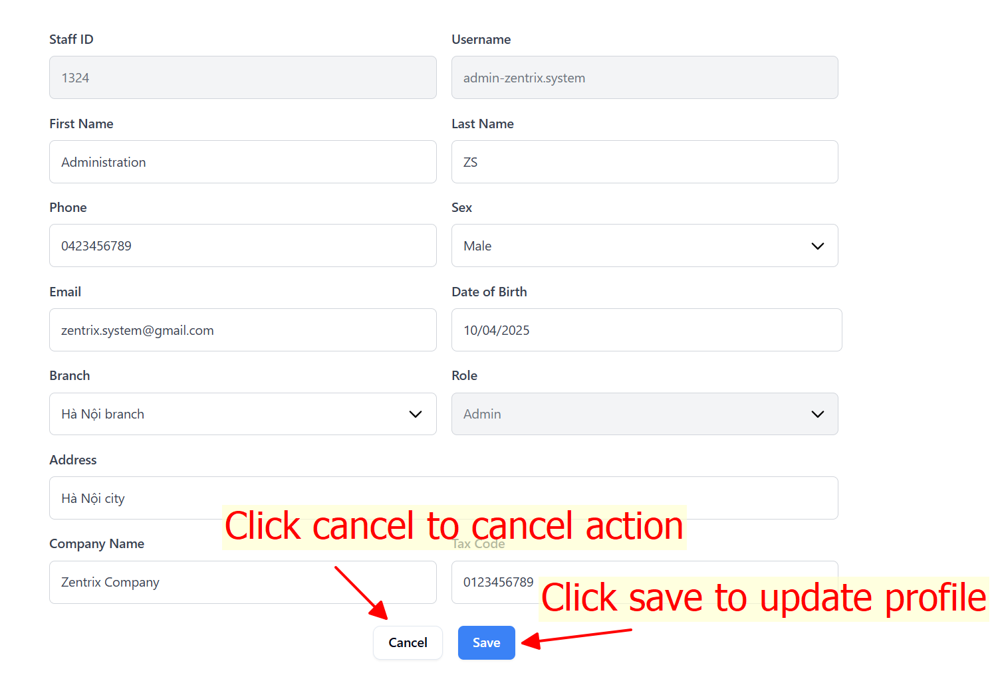 Staff ID
Username
1324
admin-zentrix.system
First Name
Last Name
Administration
ZS
Phone
Sex
0423456789
Male
Email
Date of Birth
zentrix.system@gmail.com
10/04/2025
Branch
Role
Hà Nội branch
Admin
Address
Hà Nội city
Click cancel to cancel action
Company Name
Tax Code
Zentrix Company
0123456789
Click save to update profile
Cancel
Save